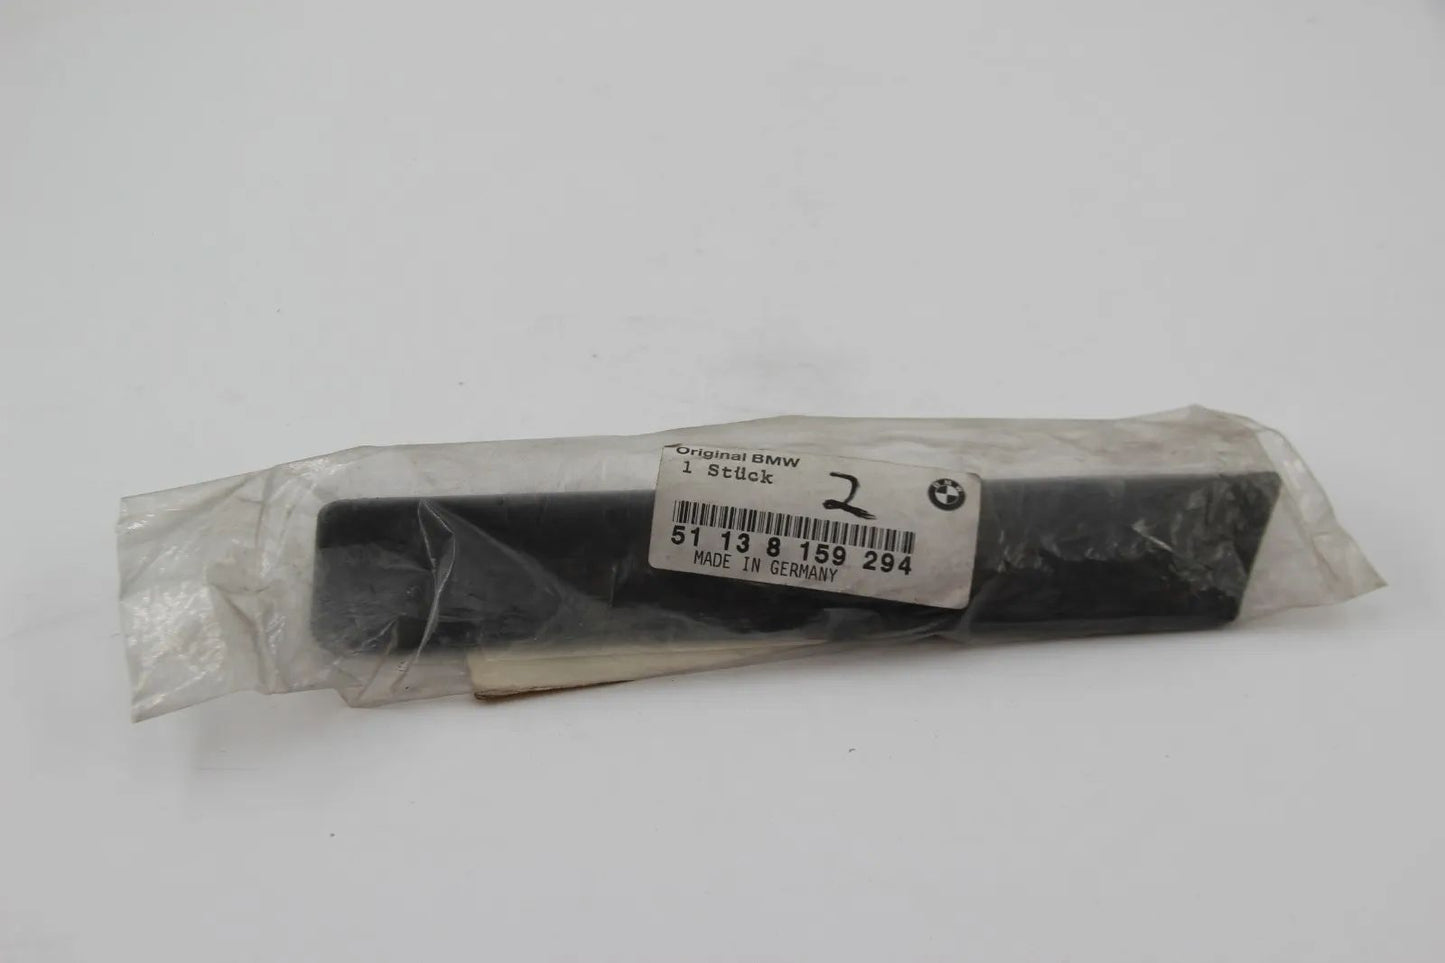 Original BMW
1 Stück
2
51 13 8 159 294
MADE IN GERMANY